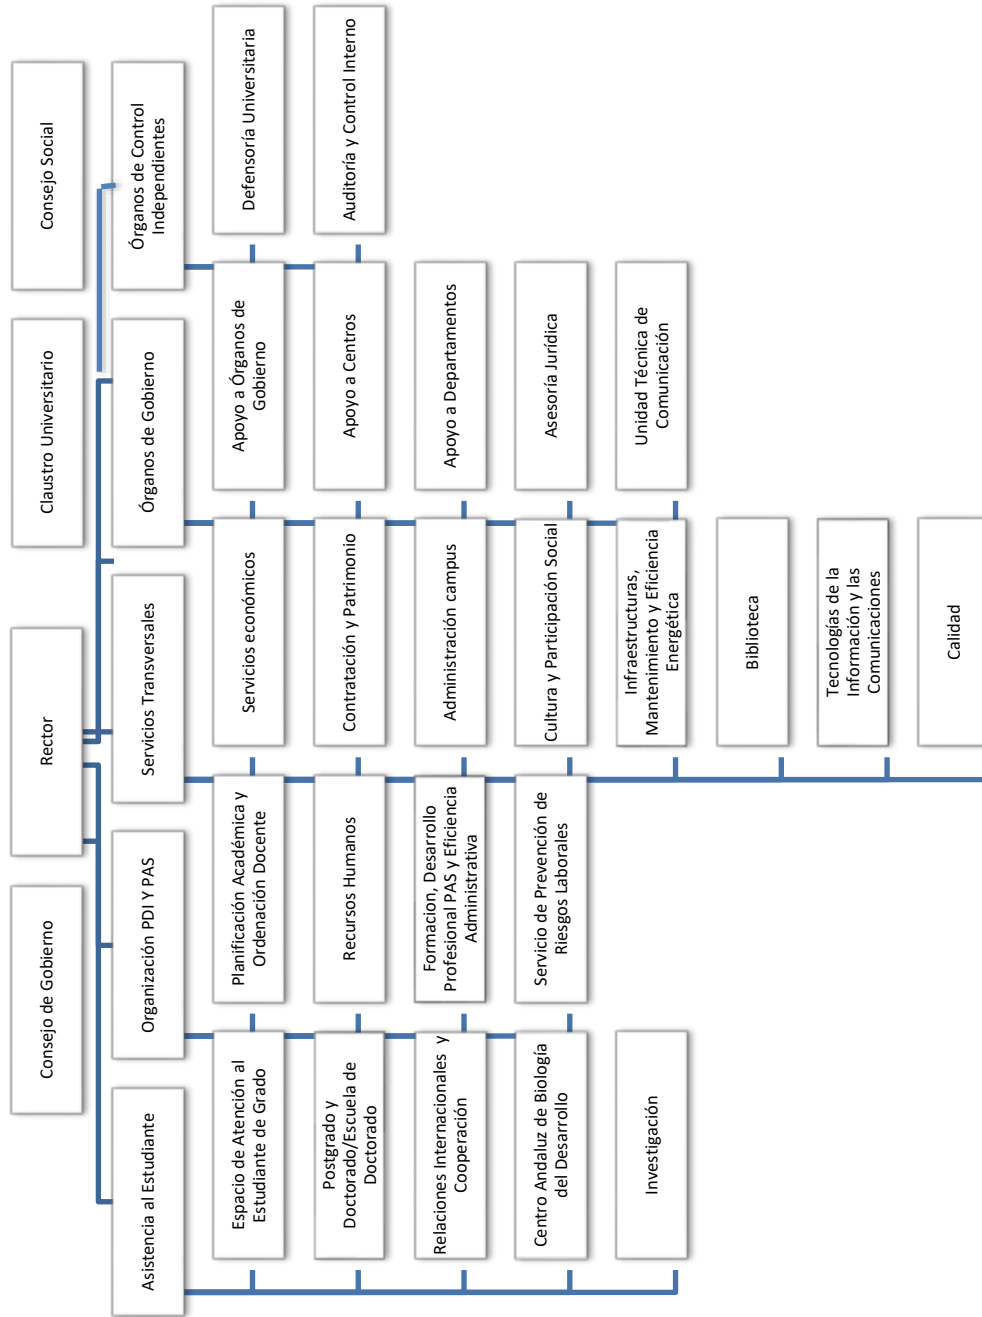 Consejo de Gobierno
Rector
Claustro Universitario
Consejo Social
Asistencia al Estudiante
Organización PDI Y PAS
Servicios Transversales
Órganos de Gobierno
Órganos de Control
Independientes
Espacio de Atención al
Estudiante de Grado
Planificación Académica y
Ordenación Docente
Servicios económicos
Apoyo a Órganos de
Gobierno
Defensoría Universitaria
Postgrado y
Doctorado/Escuela de
Doctorado
Recursos Humanos
Contratación y Patrimonio
Apoyo a Centros
Auditoría y Control Interno
Relaciones Internacionales y
Cooperación
Formacion, Desarrollo
Profesional PAS y Eficiencia
Administrativa
Administración campus
Apoyo a Departamentos
Centro Andaluz de Biología
del Desarrollo
Servicio de Prevención de
Riesgos Laborales
Cultura y Participación Social
Asesoría Jurídica
Investigación
Infraestructuras,
Mantenimiento y Eficiencia
Energética
Unidad Técnica de
Comunicación
Biblioteca
Tecnologías de la
Información y las
Comunicaciones
Calidad